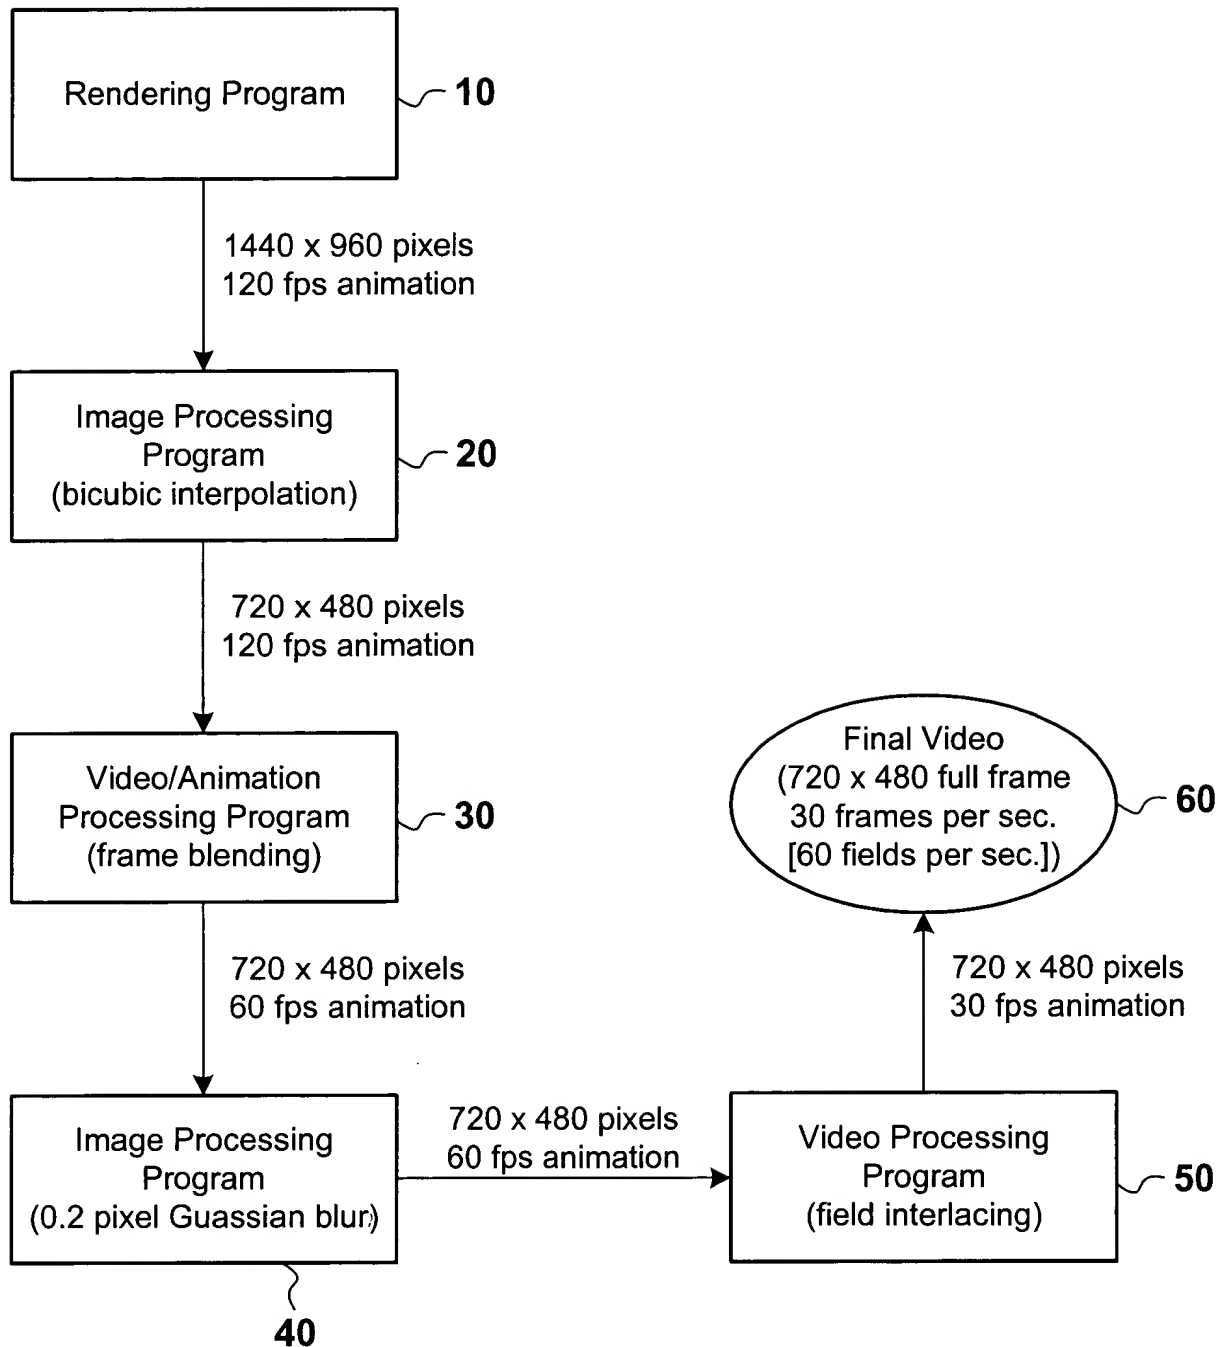 Rendering Program
10
1440 x 960 pixels
120 fps animation
Image Processing
Program
(bicubic interpolation)
20
720 x 480 pixels
120 fps animation
Video/Animation
Processing Program
(frame blending)
30
720 x 480 pixels
60 fps animation
Image Processing
Program
(0.2 pixel Guassian blur)
40
720 x 480 pixels
60 fps animation
Video Processing
Program
(field interlacing)
50
720 x 480 pixels
30 fps animation
Final Video
(720 x 480 full frame
30 frames per sec.
[60 fields per sec.])
60